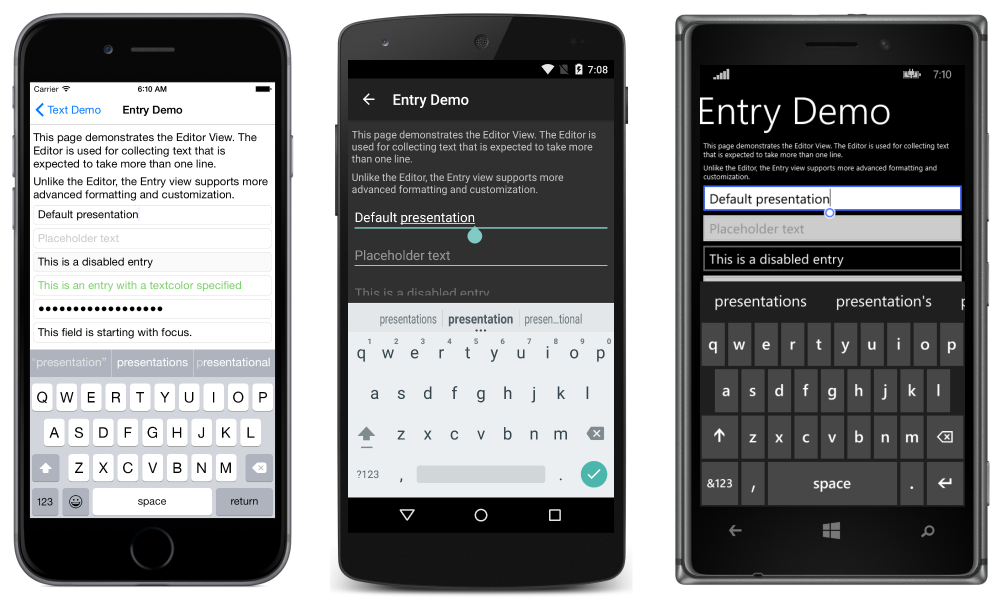 Carrier 6:10 AM
Text Demo Entry Demo
This page demonstrates the Editor View. The
Editor is used for collecting text that is
expected to take more than one line.
Unlike the Editor, the Entry view supports more
advanced formatting and customization.
Default presentation
Placeholder text
This is a disabled entry
This is an entry with a textcolor specified
●●●●●●●●●●●●●●●●●●
This field is starting with focus.
"presentation" presentations presentational
Q W E R T Y U I O P
A S D F G H J K L
Z X C V B N M
123 space return
7:08
Entry Demo
This page demonstrates the Editor View. The Editor is
used for collecting text that is expected to take more
than one line.
Unlike the Editor, the Entry view supports more
advanced formatting and customization.
Default presentation
Placeholder text
This is a disabled entry
presentations presentation presen...tional
1 2 3 4 5 6 7 8 9 0
q w e r t y u i o p
a s d f g h j k l
z x c v b n m
?123 , .
7:10
Entry Demo
This page demonstrates the Editor View. The Editor is used for collecting text
that is expected to take more than one line.
Unlike the Editor, the Entry view supports more advanced formatting and
customization.
Default presentation
Placeholder text
This is a disabled entry
presentations presentation's p
q w e r t y u i o p
a s d f g h j k l
z x c v b n m
&123 , space .